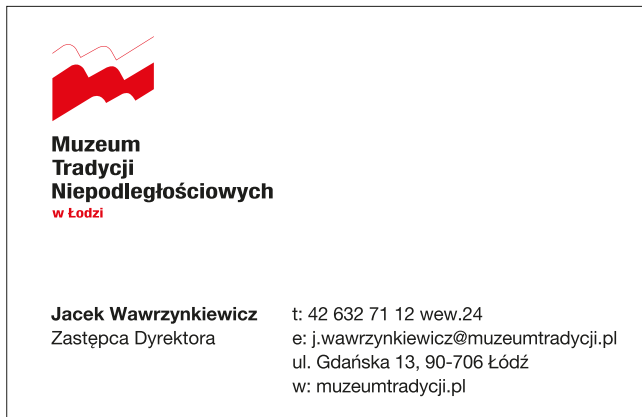 Muzeum
Tradycji
Niepodległościowych
w Łodzi
Jacek Wawrzynkiewicz
Zastępca Dyrektora
t: 42 632 71 12 wew.24
e: j.wawrzynkiewicz@muzeumtradycji.pl
ul. Gdańska 13, 90-706 Łódź
w: muzeumtradycji.pl